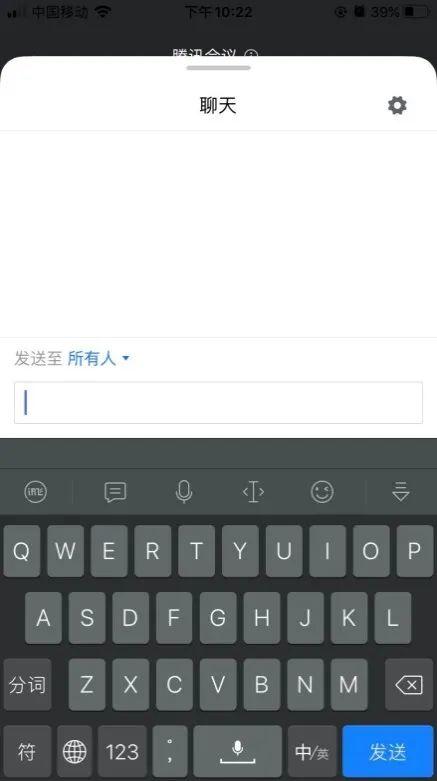 中国移动 下午10:22 39%
腾讯会议
聊天
发送至 所有人
Q W E R T Y U I O P
A S D F G H J K L
分词 Z X C V B N M
符 123 °, 中/英 发送